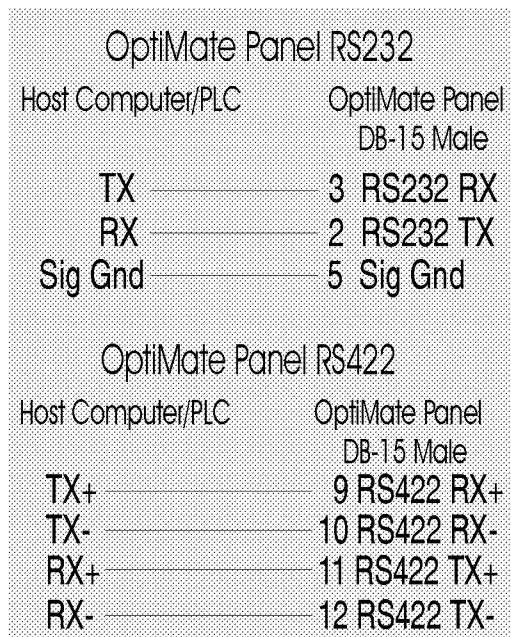 OptiMate Panel RS232
Host Computer/PLC OptiMate Panel
DB-15 Male
TX 3 RS232 RX
RX 2 RS232 TX
Sig Gnd 5 Sig Gnd
OptiMate Panel RS422
Host Computer/PLC OptiMate Panel
DB-15 Male
TX+ 9 RS422 RX+
TX- 10 RS422 RX-
RX+ 11 RS422 TX+
RX- 12 RS422 TX-